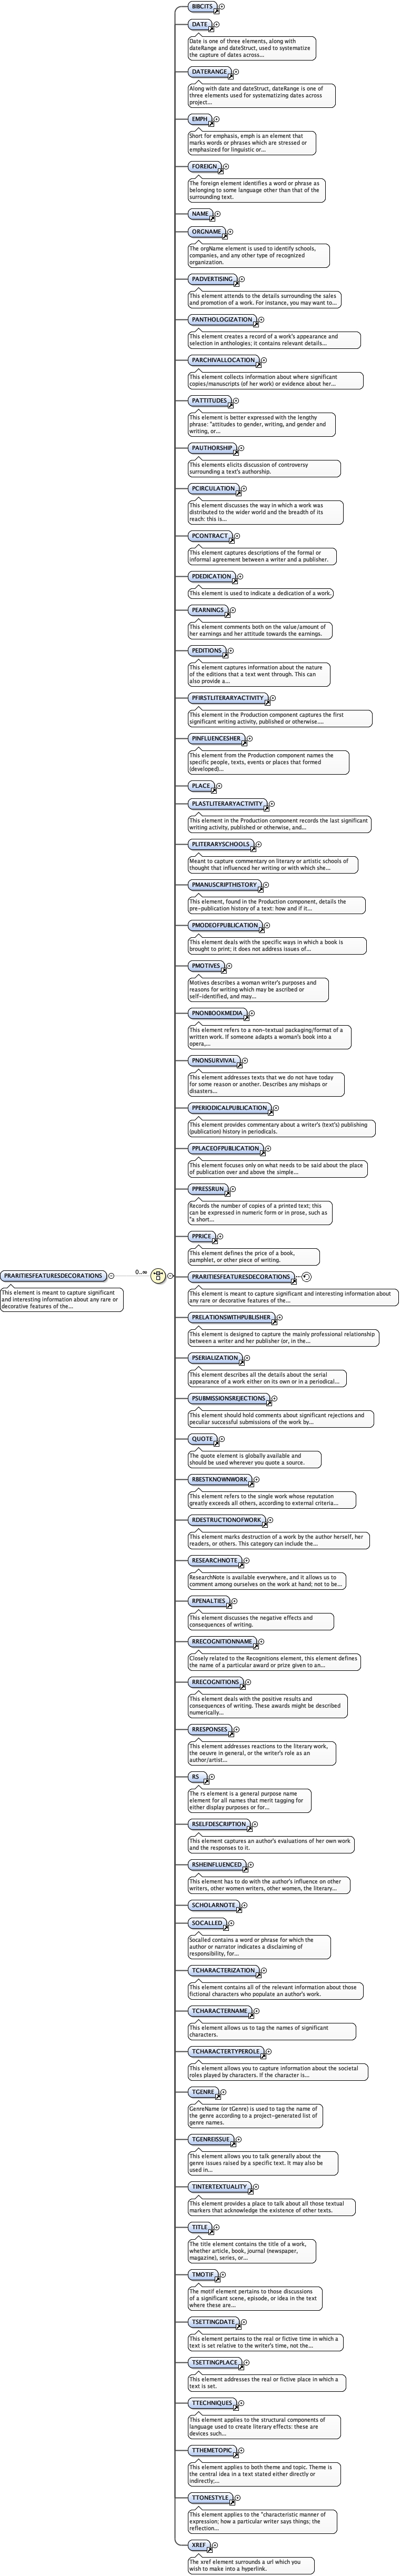 BIBCITS
DATE
Date is one of three elements, along with
dateRange and dateStruct, used to systematize
the capture of dates across...
DATERANGE
Along with date and dateStruct, dateRange is one of
three elements used for systematizing dates across
project...
EMPH
Short for emphasis, emph is an element that
marks words or phrases which are stressed or
emphasized for linguistic or...
FOREIGN
The foreign element identifies a word or phrase as
belonging to some language other than that of the
surrounding text.
NAME
ORGNAME
The orgName element is used to identify schools,
companies, and any other type of recognized
organization.
PADVERTISING
This element attends to the details surrounding the sales
and promotion of a work. For instance, you may want to...
PANTHOLOGIZATION
This element creates a record of a work's appearance and
selection in anthologies; it contains relevant details...
PARCHIVALLOCATION
This element collects information about where significant
copies/manuscripts (of her work) or evidence about her...
PATTITUDES
This element is better expressed with the lengthy
phrase: "attitudes to gender, writing, and gender and
writing, or...
PAUTHORSHIP
This elements elicits discussion of controversy
surrounding a text's authorship.
PCIRCULATION
This element discusses the way in which a work was
distributed to the wider world and the breadth of its
reach: this is...
PCONTRACT
This element captures descriptions of the formal or
informal agreement between a writer and a publisher.
PDEDICATION
This element is used to indicate a dedication of a work.
PEARNINGS
This element comments both on the value/amount of
her earnings and her attitude towards the earnings.
PEDITIONS
This element captures information about the nature
of the editions that a text went through. This can
also provide a...
PFIRSTLITERARYACTIVITY
This element in the Production component captures the first
significant writing activity, published or otherwise....
PINFLUENCESHER
This element from the Production component names the
specific people, texts, events or places that formed
(developed)...
PLACE
PLASTLITERARYACTIVITY
This element in the Production component records the last significant
writing activity, published or otherwise, and...
PLITERARYSCHOOLS
Meant to capture commentary on literary or artistic schools of
thought that influenced her writing or with which she...
PMANUSCRIPTHISTORY
This element, found in the Production component, details the
pre-publication history of a text: how and if it...
PMODEOFPUBLICATION
This element deals with the specific ways in which a book is
brought to print; it does not address issues of...
PMOTIVES
Motives describes a woman writer's purposes and
reasons for writing which may be ascribed or
self-identified, and may...
PNONBOOKMEDIA
This element refers to a non-textual packaging/format of a
written work. If someone adapts a woman's book into a
opera,...
PNONSURVIVAL
This element addresses texts that we do not have today
for some reason or another. Describes any mishaps or
disasters...
PPERIODICALPUBLICATION
This element provides commentary about a writer's (text's) publishing
(publication) history in periodicals.
PPLACEOFPUBLICATION
This element focuses only on what needs to be said about the place
of publication over and above the simple...
PPRESSRUN
Records the number of copies of a printed text; this
can be expressed in numeric form or in prose, such as
"a short...
PPRICE
This element defines the price of a book,
pamphlet, or other piece of writing.
PRARITIESFEATURESDECORATIONS
0..∞
PRARITIESFEATURESDECORATIONS
This element is meant to capture significant
and interesting information about any rare or
decorative features of the...
This element is meant to capture significant and interesting information about
any rare or decorative features of the...
PRELATIONSWITHPUBLISHER
This element is designed to capture the mainly professional relationship
between a writer and her publisher (or, in the...
PSERIALIZATION
This element describes all the details about the serial
appearance of a work either on its own or in a periodical...
PSUBMISSIONSREJECTIONS
This element should hold comments about significant rejections and
peculiar successful submissions of the work by...
QUOTE
The quote element is globally available and
should be used wherever you quote a source.
RBESTKNOWNWORK
This element refers to the single work whose reputation
greatly exceeds all others, according to external criteria...
RDESTRUCTIONOFWORK
This element marks destruction of a work by the author herself, her
readers, or others. This category can include the...
RESEARCHNOTE
ResearchNote is available everywhere, and it allows us to
comment among ourselves on the work at hand; not to be...
RPENALTIES
This element discusses the negative effects and
consequences of writing.
RRECOGNITIONNAME
Closely related to the Recognitions element, this element defines
the name of a particular award or prize given to an...
RRECOGNITIONS
This element deals with the positive results and
consequences of writing. These awards might be described
numerically...
RRESPONSES
This element addresses reactions to the literary work,
the oeuvre in general, or the writer's role as an
author/artist...
RS
The rs element is a general purpose name
element for all names that merit tagging for
either display purposes or for...
RSELFDESCRIPTION
This element captures an author's evaluations of her own work
and the responses to it.
RSHEINFLUENCED
This element has to do with the author's influence on other
writers, other women writers, other women, the literary...
SCHOLARNOTE
SOCALLED
Socalled contains a word or phrase for which the
author or narrator indicates a disclaiming of
responsibility, for...
TCHARACTERIZATION
This element contains all of the relevant information about those
fictional characters who populate an author's work.
TCHARACTERNAME
This element allows us to tag the names of significant
characters.
TCHARACTERTYPEROLE
This element allows you to capture information about the societal
roles played by characters. If the character is...
TGENRE
GenreName (or tGenre) is used to tag the name of
the genre according to a project-generated list of
genre names.
TGENREISSUE
This element allows you to talk generally about the
genre issues raised by a specific text. It may also be
used in...
TINTERTEXTUALITY
This element provides a place to talk about all those textual
markers that acknowledge the existence of other texts.
TITLE
The title element contains the title of a work,
whether article, book, journal (newspaper,
magazine), series, or...
TMOTIF
The motif element pertains to those discussions
of a significant scene, episode, or idea in the text
where these are...
TSETTINGDATE
This element pertains to the real or fictive time in which a
text is set relative to the writer's time, not the...
TSETTINGPLACE
This element addresses the real or fictive place in which a
text is set.
TTECHNIQUES
This element applies to the structural components of
language used to create literary effects: these are
devices such...
TTHEMETOPIC
This element applies to both theme and topic. Theme is
the central idea in a text stated either directly or
indirectly;...
TTONESTYLE
This element applies to the "characteristic manner of
expression; how a particular writer says things; the
reflection...
XREF
The xref element surrounds a url which you
wish to make into a hyperlink.